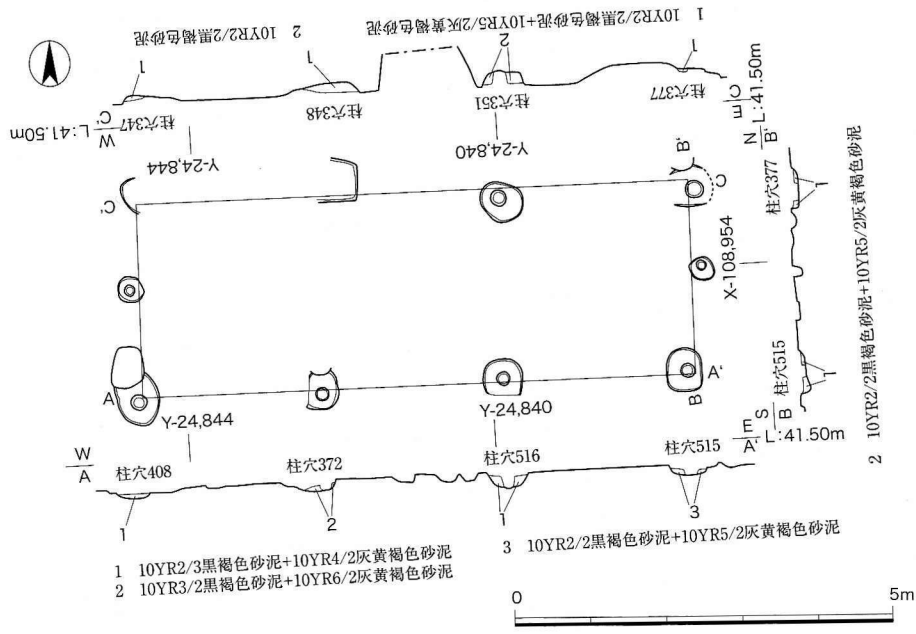 1　10YR2/2黒褐色砂泥+10YR5/2灰黄褐色砂泥
2　10YR2/2黒褐色砂泥
1
1
2
1
柱穴347
柱穴348
柱穴351
柱穴377
W
C'
L:41.50m
E
C
L:41.50m
Y-24,844
Y-24,840
C'
B'
C
N
B'
柱穴377
1
X-108,954
A
A'
B
Y-24,844
Y-24,840
S
B
柱穴515
1
L:41.50m
2　10YR2/2黒褐色砂泥+10YR5/2灰黄褐色砂泥
W
A
柱穴408
柱穴372
柱穴516
柱穴515
E
A'
1
2
1
3
1　10YR2/3黒褐色砂泥+10YR4/2灰黄褐色砂泥
2　10YR3/2黒褐色砂泥+10YR6/2灰黄褐色砂泥
3　10YR2/2黒褐色砂泥+10YR5/2灰黄褐色砂泥
0
5m